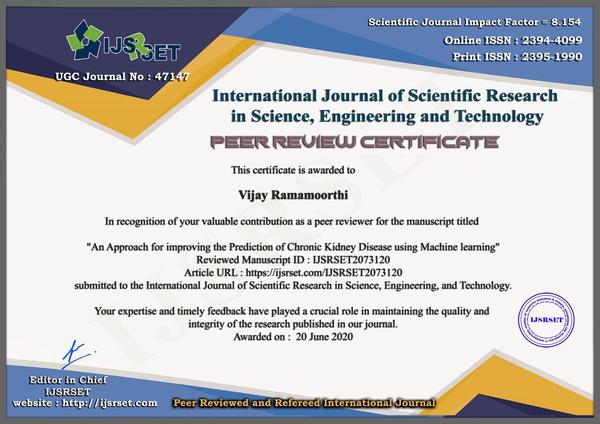 IJSRSET
UGC Journal No : 47147
Scientific Journal Impact Factor = 8.154
Online ISSN : 2394-4099
Print ISSN : 2395-1990
International Journal of Scientific Research
in Science, Engineering and Technology
PEER REVIEW CERTIFICATE
This certificate is awarded to
Vijay Ramamoorthi
In recognition of your valuable contribution as a peer reviewer for the manuscript titled
"An Approach for improving the Prediction of Chronic Kidney Disease using Machine learning"
Reviewed Manuscript ID : IJSRSET2073120
Article URL : https://ijsrset.com/IJSRSET2073120
submitted to the International Journal of Scientific Research in Science, Engineering, and Technology.
Your expertise and timely feedback have played a crucial role in maintaining the quality and
integrity of the research published in our journal.
Awarded on : 20 June 2020
IJSRSET
Editor in Chief
IJSRSET
website : http://ijsrset.com
Peer Reviewed and Refereed International Journal